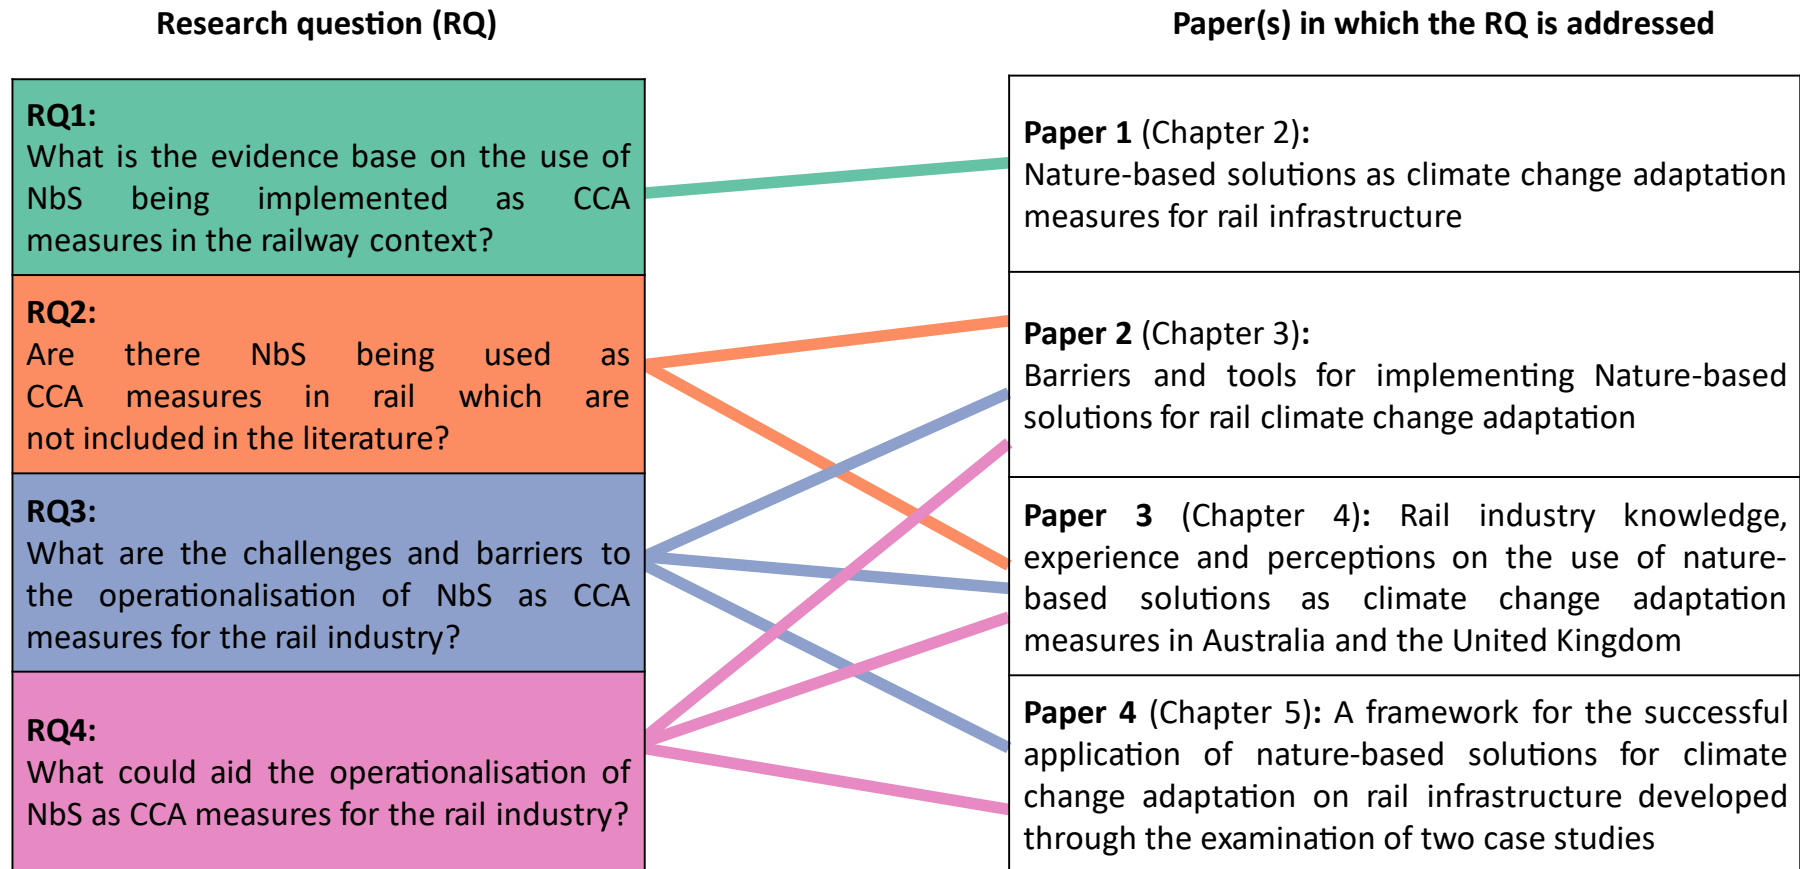 Research question (RQ)
Paper(s) in which the RQ is addressed
RQ1:
What is the evidence base on the use of
NbS being implemented as CCA
measures in the railway context?
RQ2:
Are there NbS being used as
CCA measures in rail which are
not included in the literature?
RQ3:
What are the challenges and barriers to
the operationalisation of NbS as CCA
measures for the rail industry?
RQ4:
What could aid the operationalisation of
NbS as CCA measures for the rail industry?
Paper 1 (Chapter 2):
Nature-based solutions as climate change adaptation
measures for rail infrastructure
Paper 2 (Chapter 3):
Barriers and tools for implementing Nature-based
solutions for rail climate change adaptation
Paper 3 (Chapter 4): Rail industry knowledge,
experience and perceptions on the use of nature-
based solutions as climate change adaptation
measures in Australia and the United Kingdom
Paper 4 (Chapter 5): A framework for the successful
application of nature-based solutions for climate
change adaptation on rail infrastructure developed
through the examination of two case studies